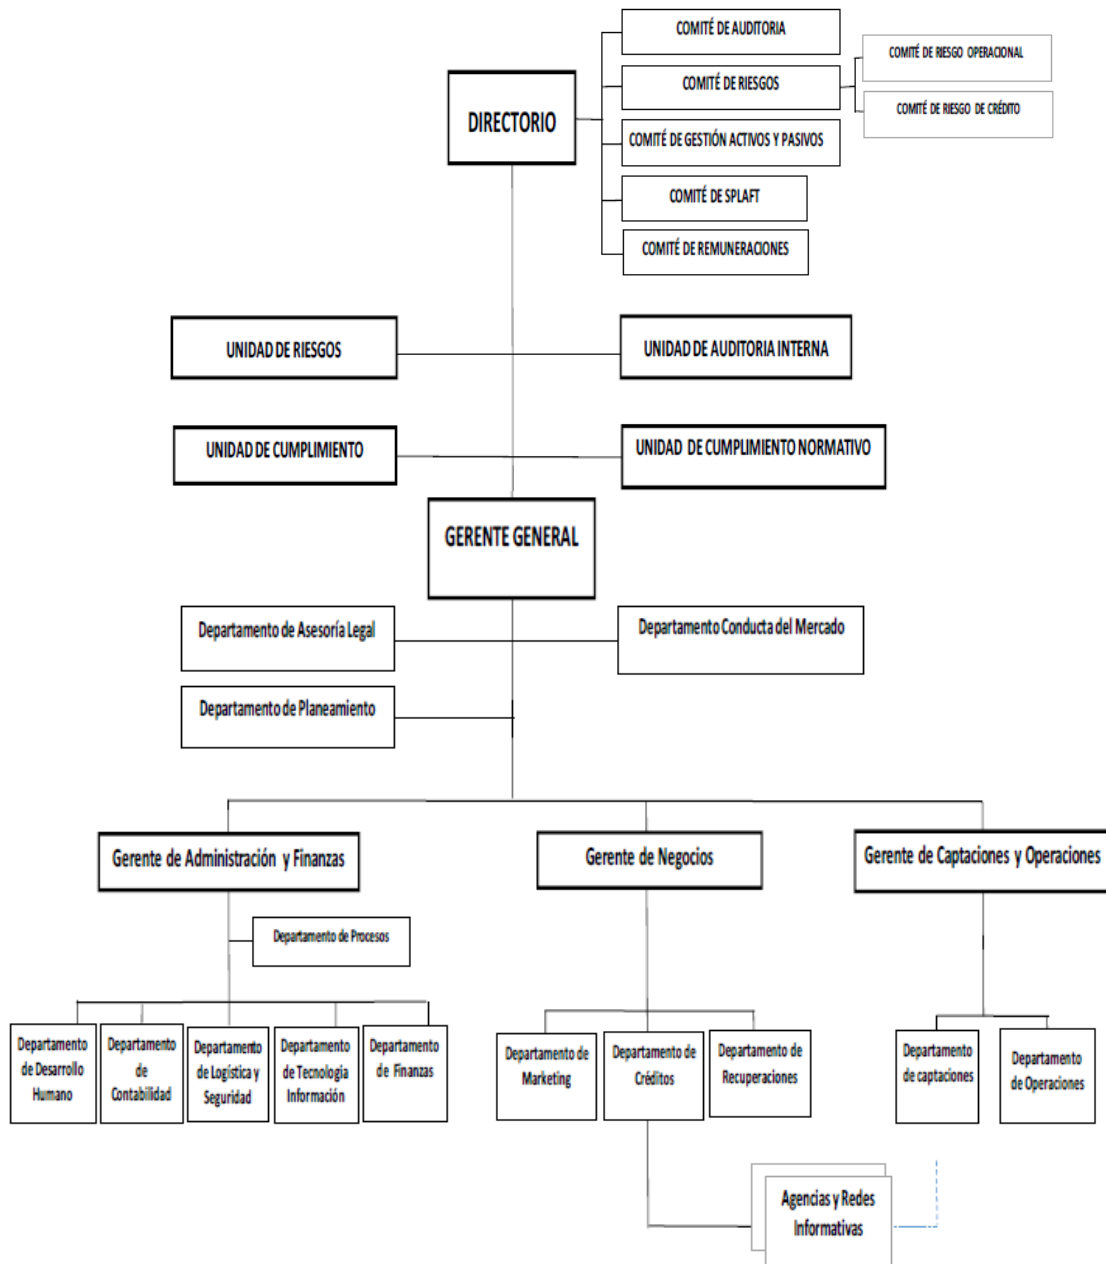 COMITÉ DE AUDITORIA
COMITÉ DE RIESGO OPERACIONAL
COMITÉ DE RIESGOS
COMITÉ DE RIESGO DE CRÉDITO
DIRECTORIO
COMITÉ DE GESTIÓN ACTIVOS Y PASIVOS
COMITÉ DE SPLAFT
COMITÉ DE REMUNERACIONES
UNIDAD DE RIESGOS
UNIDAD DE AUDITORIA INTERNA
UNIDAD DE CUMPLIMIENTO
UNIDAD DE CUMPLIMIENTO NORMATIVO
GERENTE GENERAL
Departamento de Asesoría Legal
Departamento Conducta del Mercado
Departamento de Planeamiento
Gerente de Administración y Finanzas
Gerente de Negocios
Gerente de Captaciones y Operaciones
Departamento de Procesos
Departamento
de Desarrollo
Humano
Departamento
de
Contabilidad
Departamento
de Logística y
Seguridad
Departamento
de Tecnologia
Información
Departamento
de Finanzas
Departamento de
Marketing
Departamento de
Créditos
Departamento de
Recuperaciones
Departamento
de captaciones
Departamento
de Operaciones
Agencias y Redes
Informativas